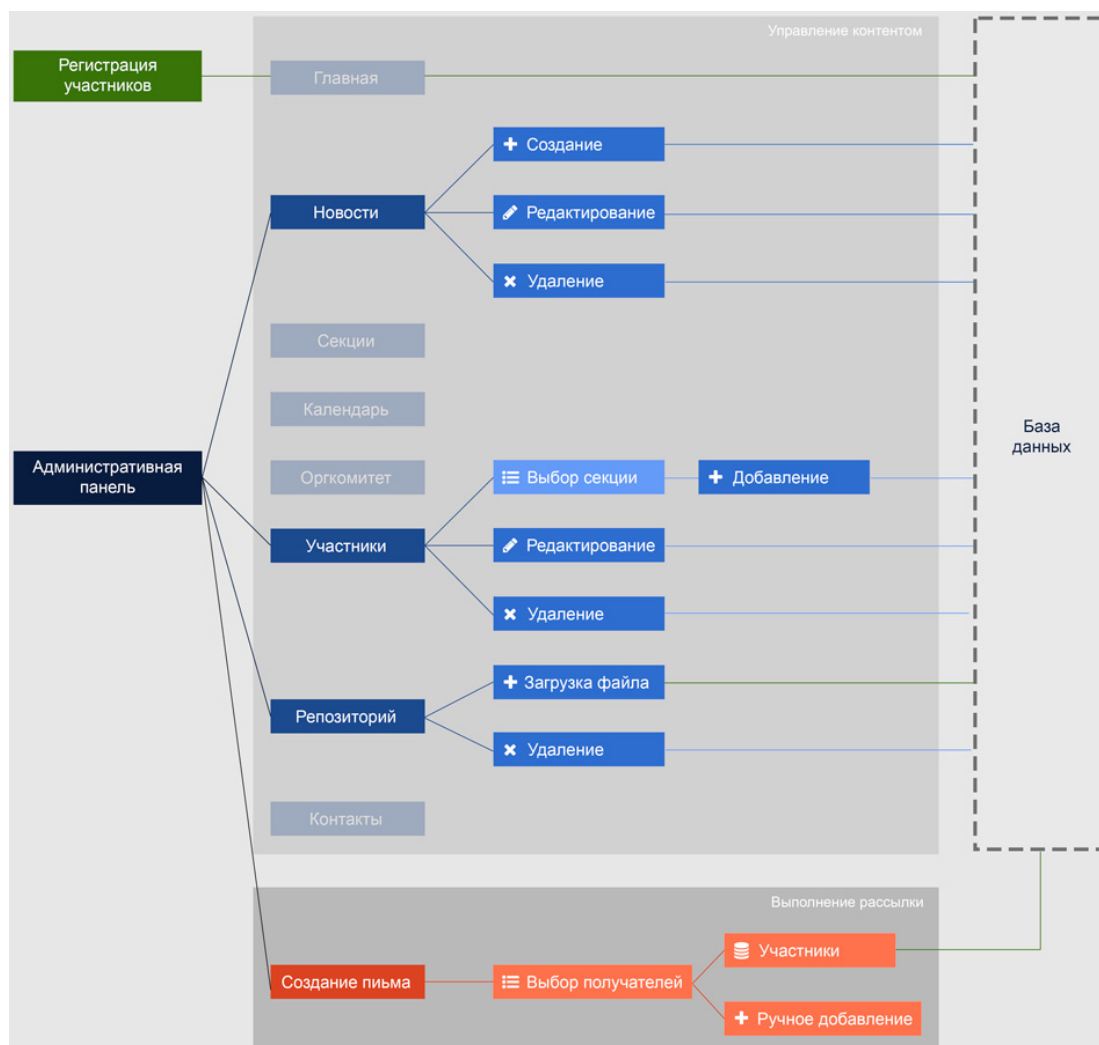 Управление контентом
Регистрация
участников
Главная
Создание
Новости
Редактирование
Удаление
Секции
Календарь
База
данных
Административная
панель
Оргкомитет
Выбор секции
Добавление
Участники
Редактирование
Удаление
Загрузка файла
Репозиторий
Удаление
Контакты
Выполнение рассылки
Участники
Создание пиьма
Выбор получателей
Ручное добавление